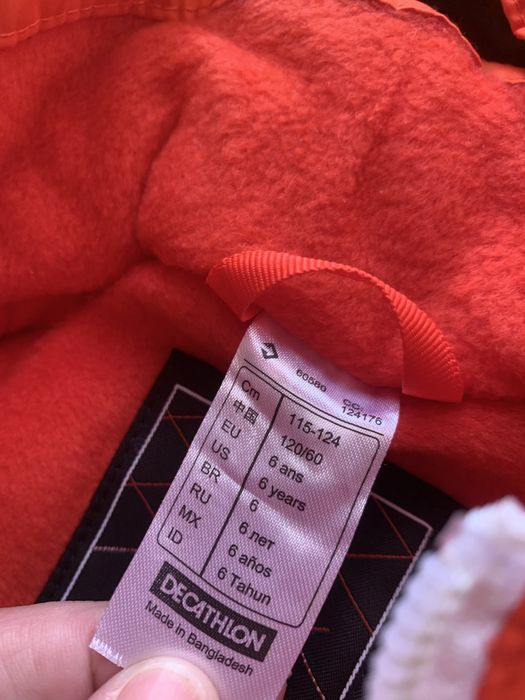 60580 CC:
124176
Cm 115-124
中国 120/60
EU 6 ans
US 6 years
BR 6
RU 6 лет
MX 6 años
ID 6 Tahun
DECATHLON
Made in Bangladesh